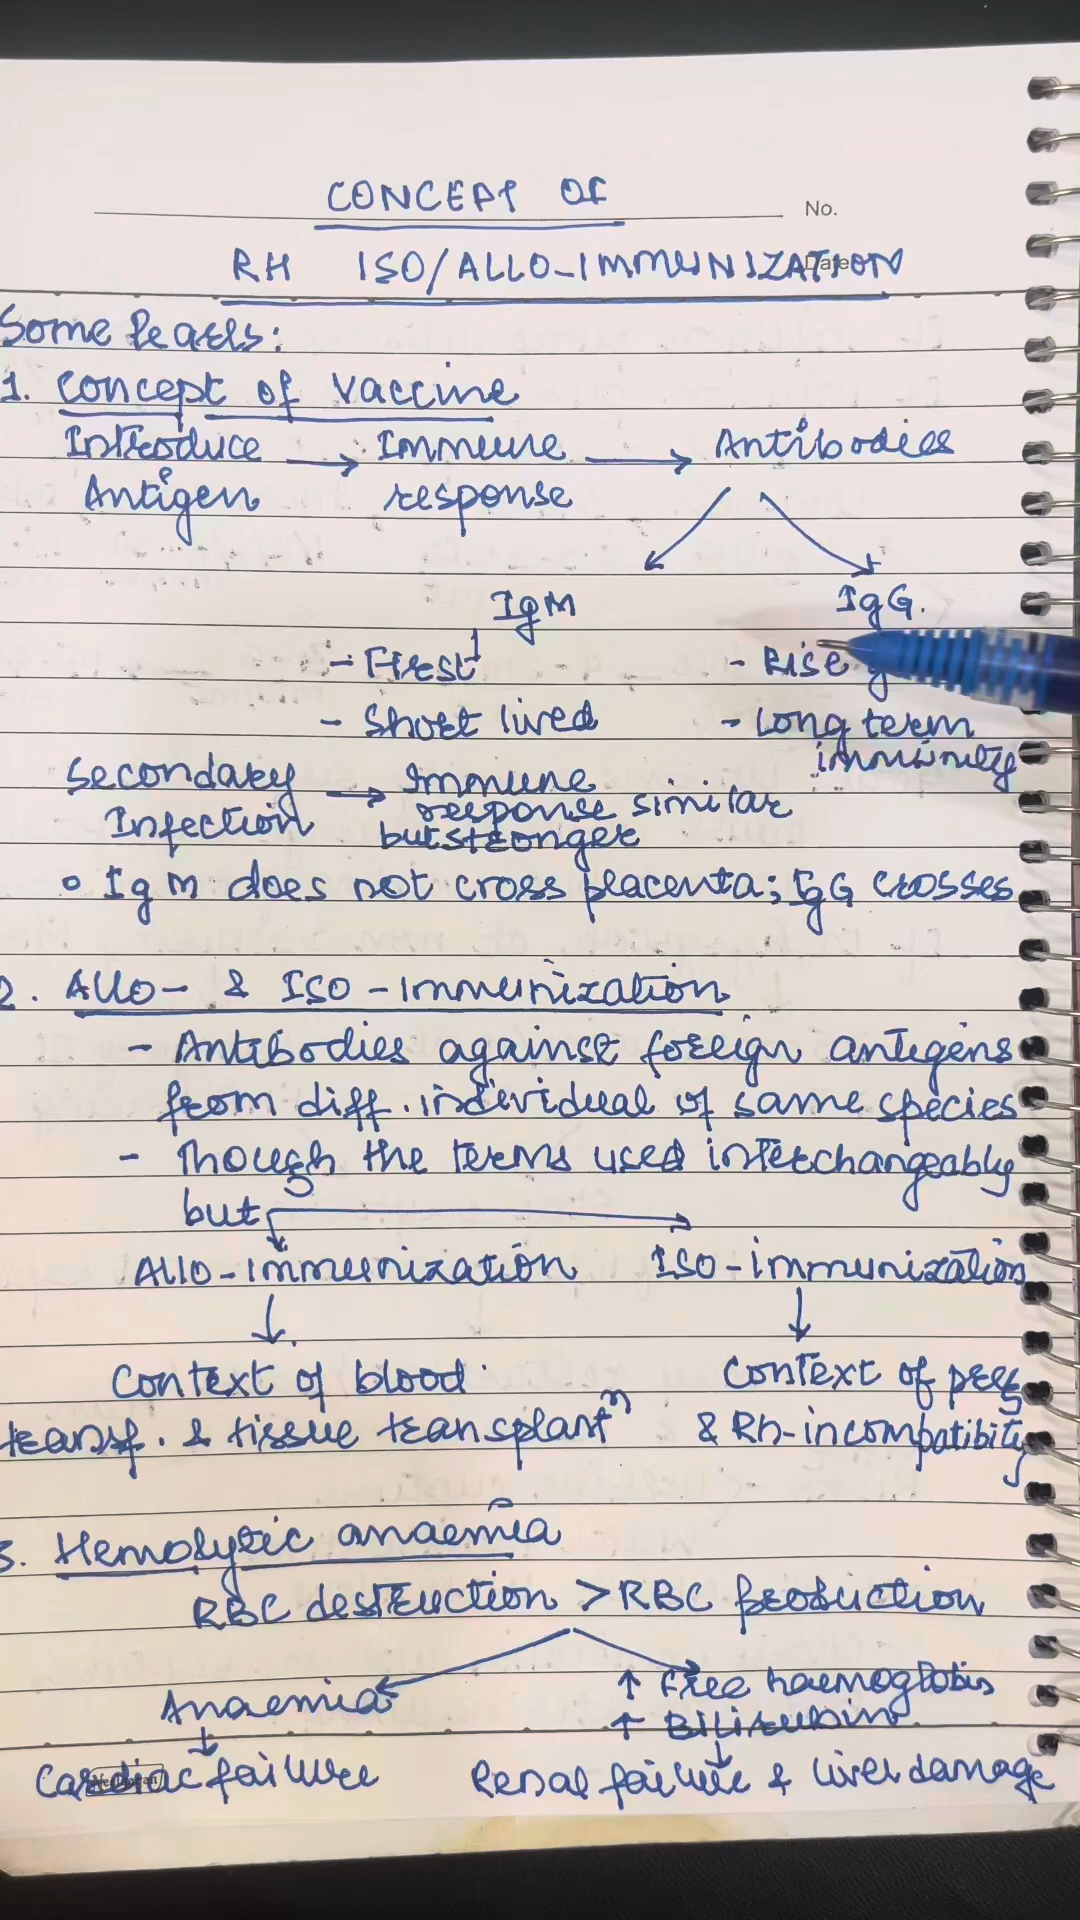 CONCEPT OF
No.
RH ISO/ALLO-IMMUNIZATION
Date
Some facts:
1. Concept of Vaccine
Introduce → Immune → Antibodies
Antigen response
IgM IgG.
- First - Rise
- Short lived - Long term
immunity
Secondary → Immune
Infection response similar
but stronger
• IgM does not cross placenta; IgG crosses
2. Allo- & Iso-immunization
- Antibodies against foreign antigens
from diff. individual of same species
- Though the terms used interchangeably
but
Allo-immunization Iso-immunization
↓ ↓
Context of blood Context of preg
transf. & tissue transplantⁿ & Rh-incompatibity
3. Hemolytic anaemia
RBC destruction > RBC production
Anaemia ↑ Free haemoglobin
↓ ↑ Bilirubin
Cardiac failure Renal failure & liver damage